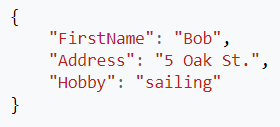 {
    "FirstName": "Bob",
    "Address": "5 Oak St.",
    "Hobby": "sailing"
}